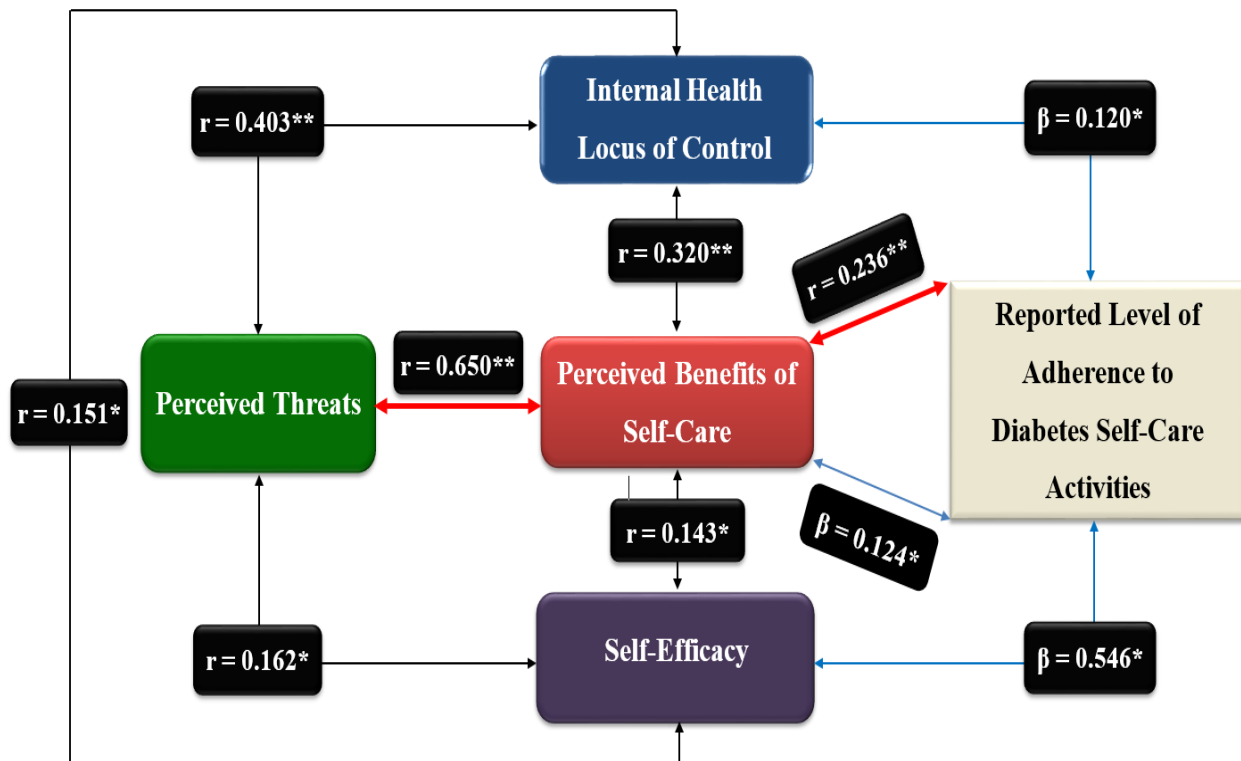 Internal Health
Locus of Control
r = 0.403**
β = 0.120*
r = 0.320**
r = 0.236**
Reported Level of
Adherence to
Diabetes Self-Care
Activities
r = 0.650**
Perceived Benefits of
Self-Care
Perceived Threats
r = 0.151*
r = 0.143*
β = 0.124*
Self-Efficacy
r = 0.162*
β = 0.546*